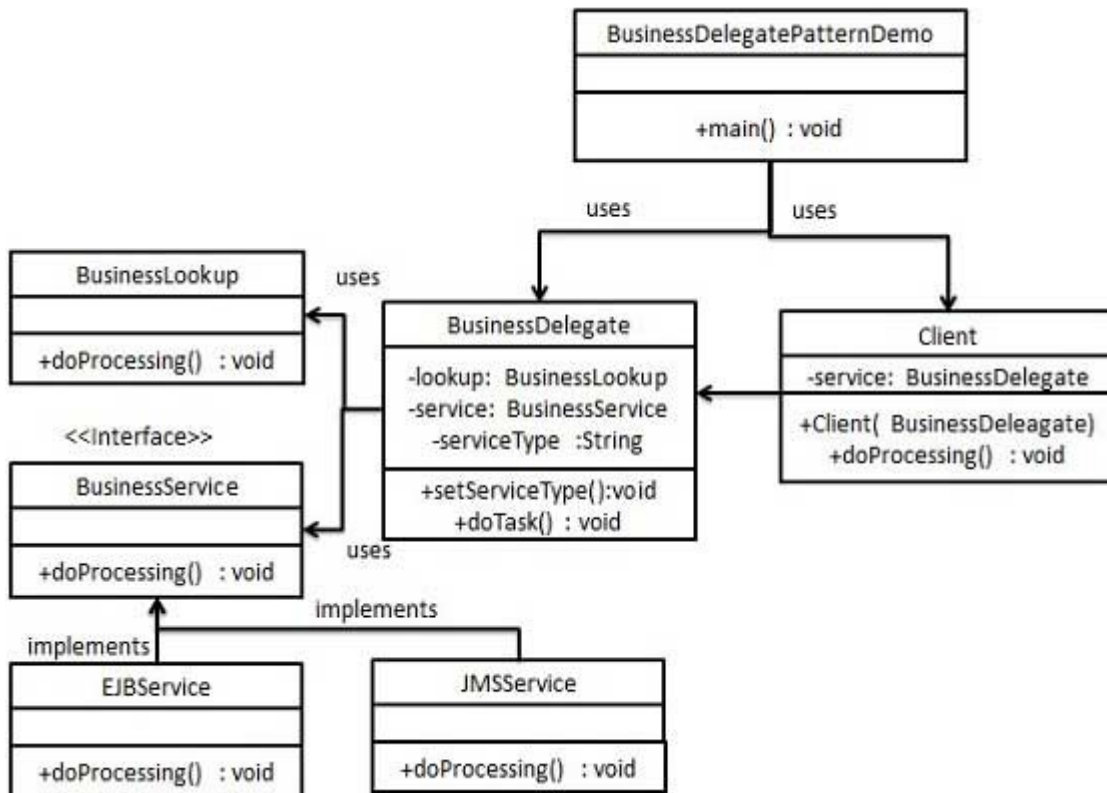 BusinessDelegatePatternDemo
+main() : void
uses
uses
BusinessLookup
+doProcessing() : void
uses
BusinessDelegate
-lookup: BusinessLookup
-service: BusinessService
-serviceType :String
+setServiceType():void
+doTask() : void
Client
-service: BusinessDelegate
+Client( BusinessDeleagate)
+doProcessing() : void
<<Interface>>
BusinessService
+doProcessing() : void
uses
implements
implements
EJBService
+doProcessing() : void
JMSService
+doProcessing() : void